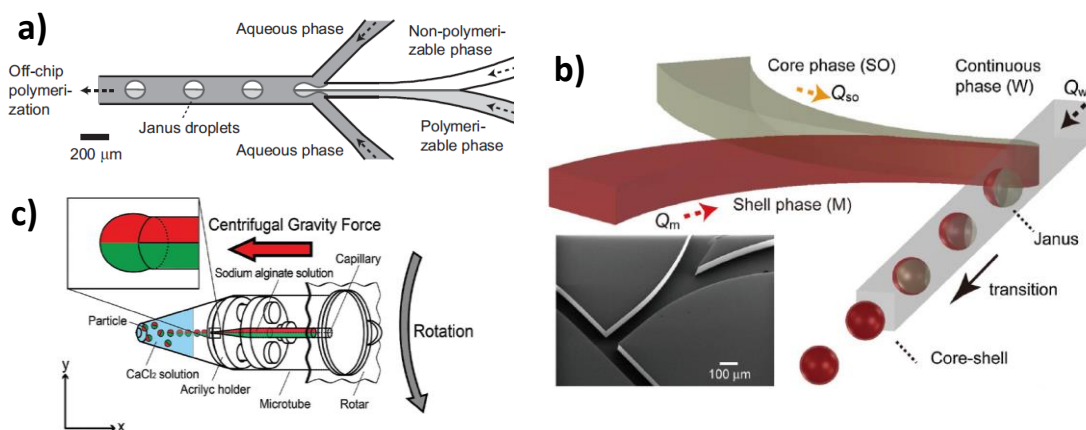 a)
Aqueous phase
Non-polymeri-
zable phase
Off-chip
polymeri-
zation
Janus droplets
200 μm
Polymeri-
zable phase
Aqueous phase
b)
Core phase (SO)
Qso
Continuous
phase (W)
Qw
Qm
Shell phase (M)
Janus
transition
Core-shell
100 μm
c)
Centrifugal Gravity Force
Sodium alginate solution
Capillary
Particle
Rotation
CaCl2 solution
Acrilyc holder
Microtube
Rotar
y
x